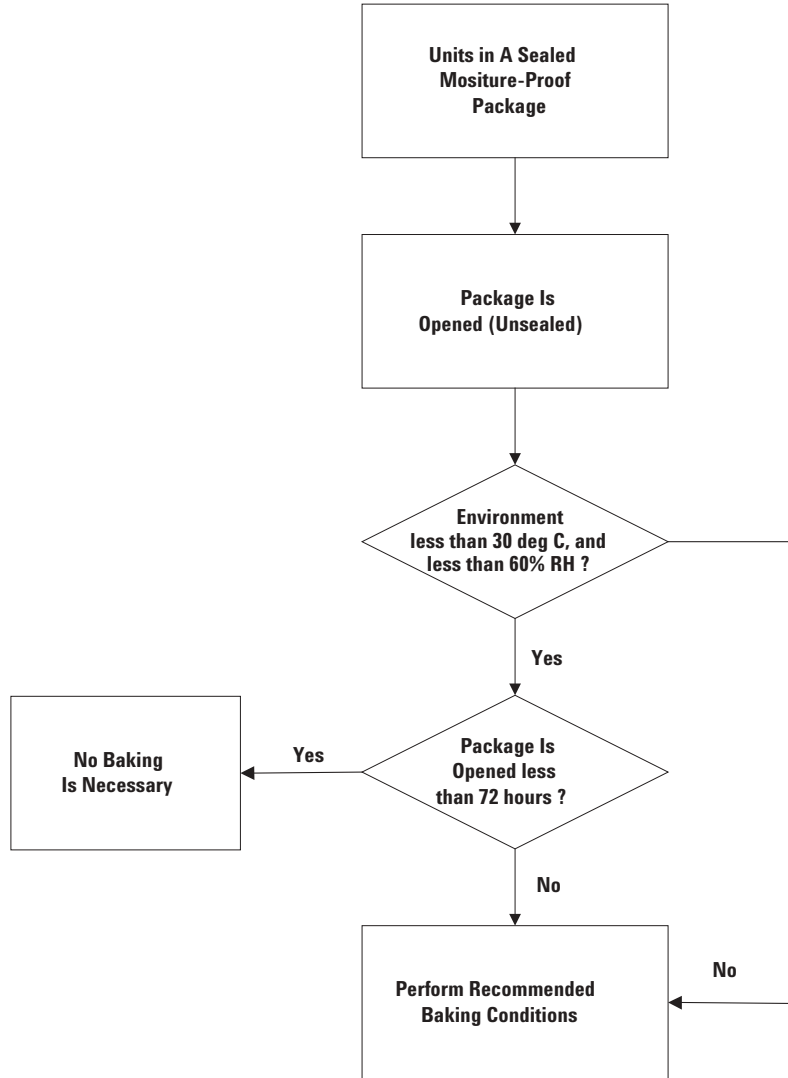 Units in A Sealed
Mositure-Proof
Package
Package Is
Opened (Unsealed)
Environment
less than 30 deg C, and
less than 60% RH ?
Yes
No Baking
Is Necessary
Yes
Package Is
Opened less
than 72 hours ?
No
Perform Recommended
Baking Conditions
No